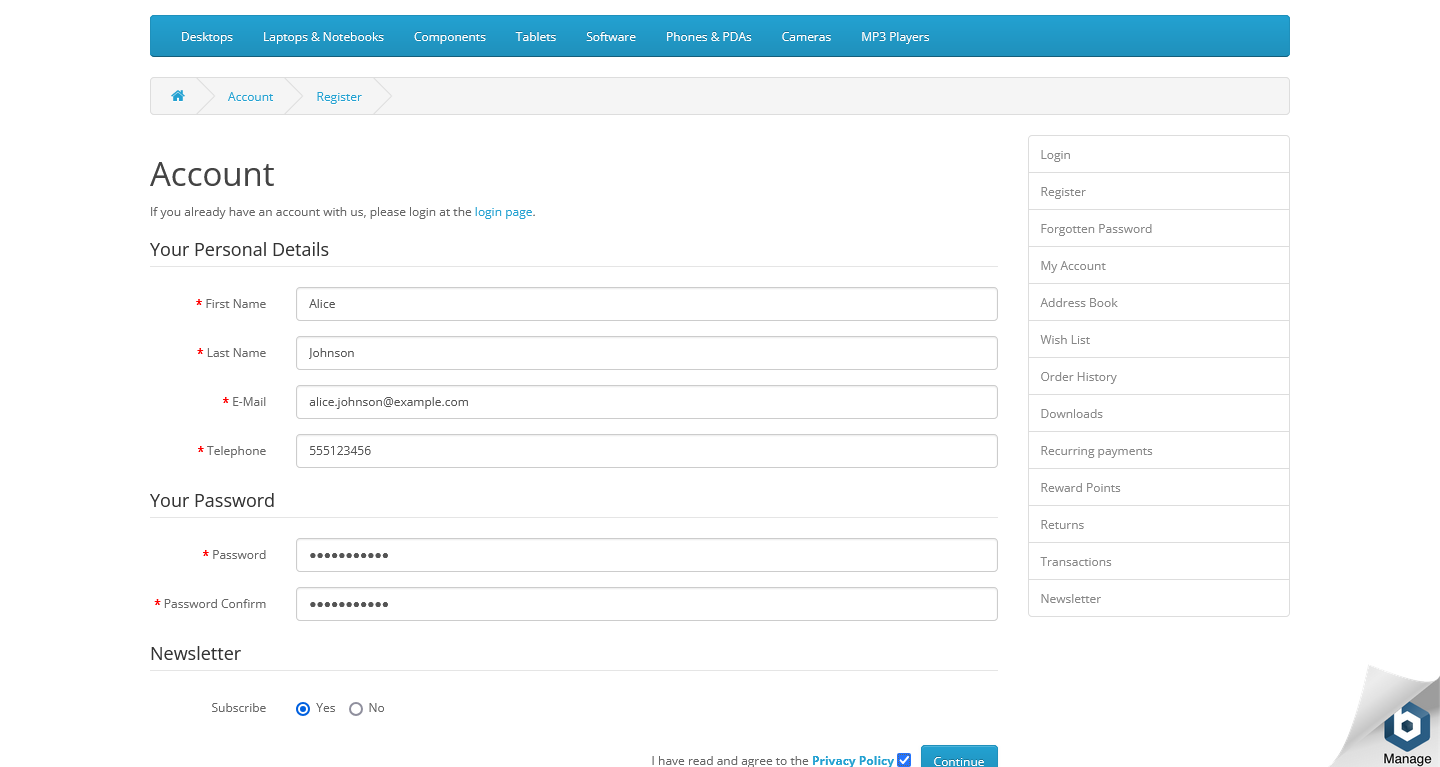 Desktops Laptops & Notebooks Components Tablets Software Phones & PDAs Cameras MP3 Players
Account Register
Account
If you already have an account with us, please login at the login page.
Your Personal Details
* First Name Alice
* Last Name Johnson
* E-Mail alice.johnson@example.com
* Telephone 555123456
Your Password
* Password •••••••••••
* Password Confirm •••••••••••
Newsletter
Subscribe Yes No
I have read and agree to the Privacy Policy Continue
Login
Register
Forgotten Password
My Account
Address Book
Wish List
Order History
Downloads
Recurring payments
Reward Points
Returns
Transactions
Newsletter
b
Manage